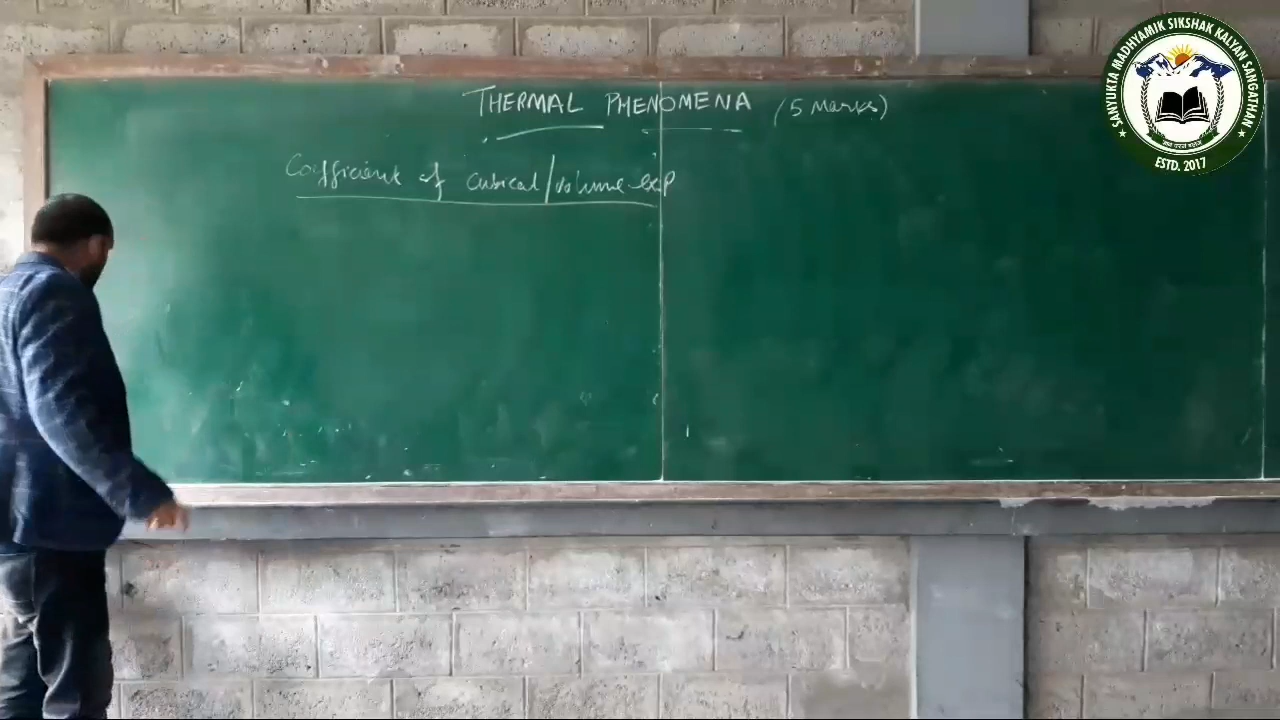 THERMAL PHENOMENA (5 Marks)
Coefficient of cubical/volume exp
SANYUKTA MADHYAMIK SIKSHAK KALYAN SANGATHAN
ESTD. 2017